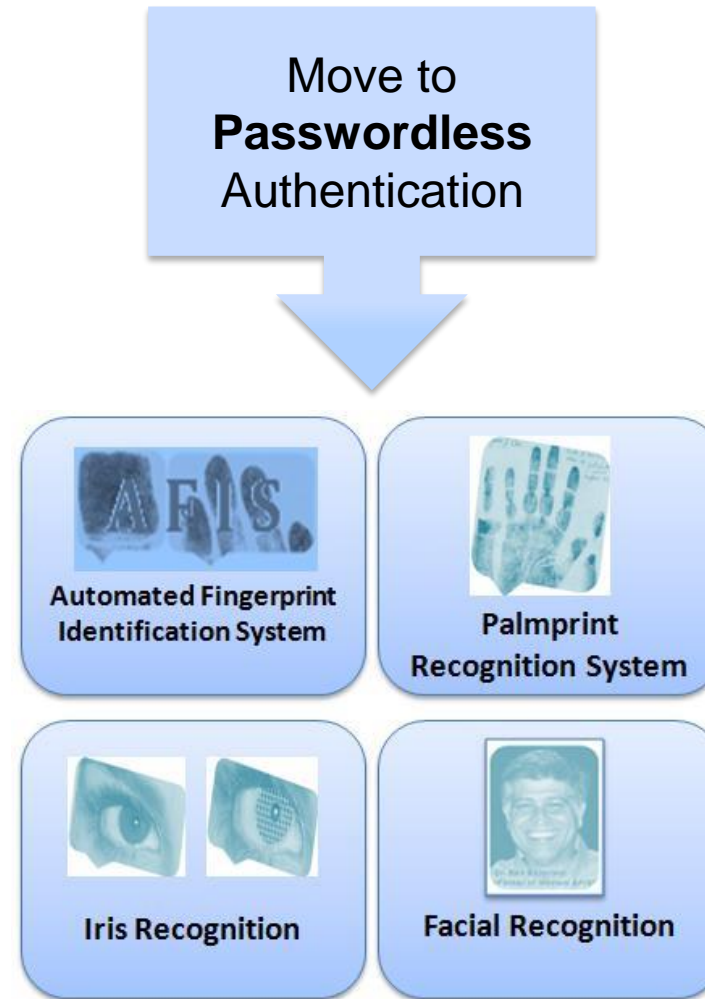 Move to
Passwordless
Authentication
AFIS
Automated Fingerprint
Identification System
Palmprint
Recognition System
Iris Recognition
Facial Recognition